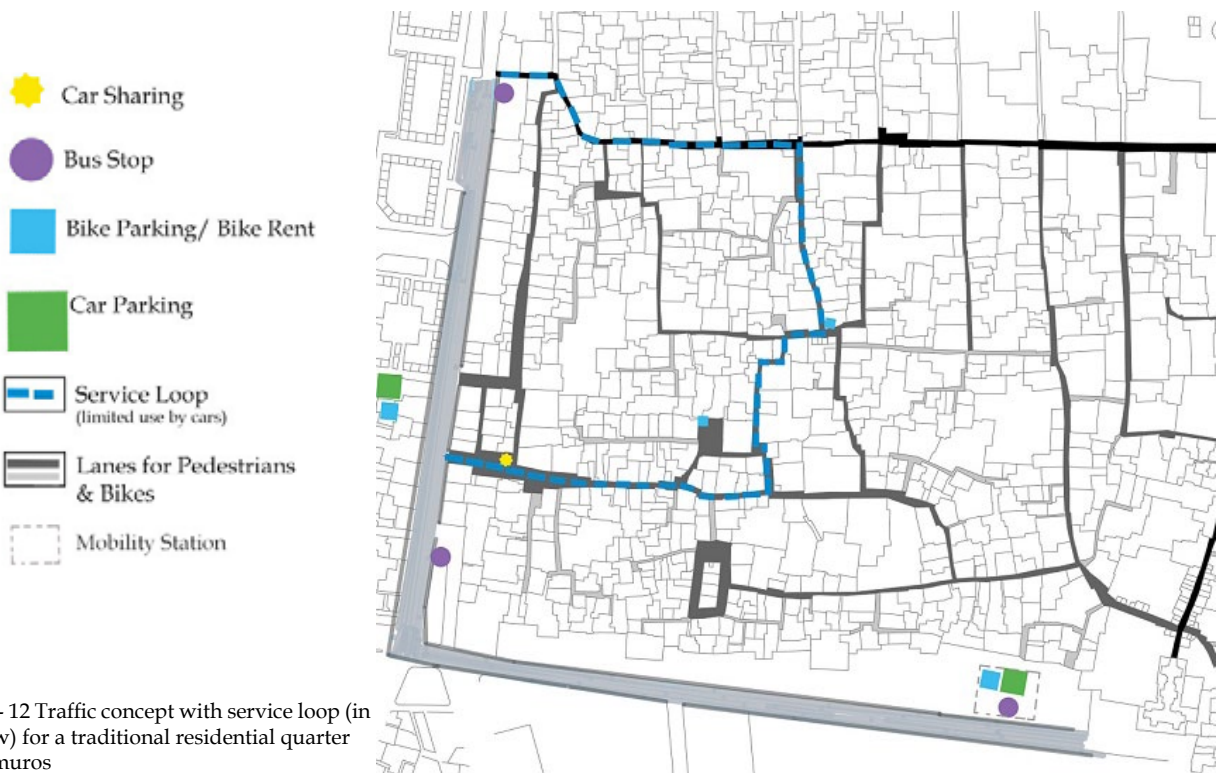 Car Sharing
Bus Stop
Bike Parking/ Bike Rent
Car Parking
Service Loop
(limited use by cars)
Lanes for Pedestrians
& Bikes
Mobility Station
12 Traffic concept with service loop (in
for a traditional residential quarter